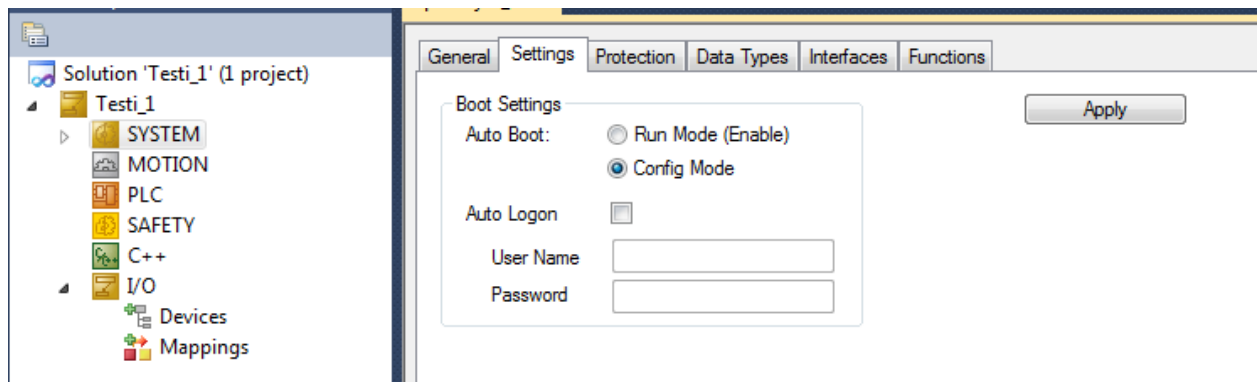 Solution 'Testi_1' (1 project)
Testi_1
SYSTEM
MOTION
PLC
SAFETY
C++
I/O
Devices
Mappings
General Settings Protection Data Types Interfaces Functions
Boot Settings
Auto Boot: Run Mode (Enable)
Config Mode
Apply
Auto Logon
User Name
Password